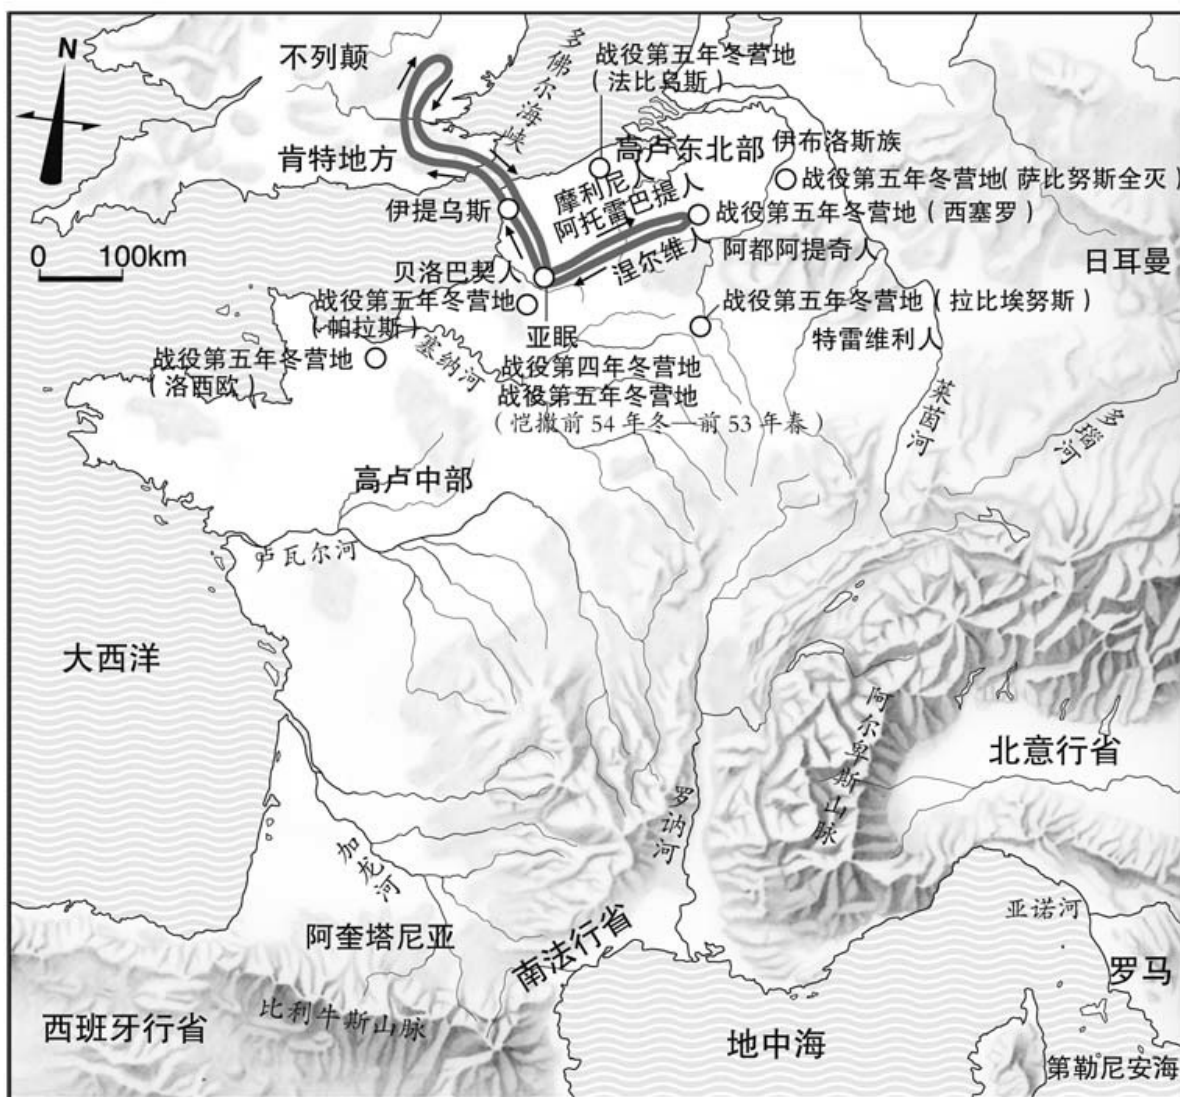 N
不列颠
多佛尔海峡
战役第五年冬营地
(法比乌斯)
肯特地方
高卢东北部
伊布洛斯族
摩利尼人
战役第五年冬营地(萨比努斯全灭)
阿托雷巴提人
伊提乌斯
战役第五年冬营地(西塞罗)
0 100km
涅尔维人
阿都阿提奇人
日耳曼
贝洛巴契人
战役第五年冬营地
(帕拉斯)
战役第五年冬营地(拉比埃努斯)
亚眠
特雷维利人
战役第五年冬营地
(洛西欧)
塞纳河
战役第四年冬营地
战役第五年冬营地
(恺撒前54年冬—前53年春)
莱茵河
多瑙河
高卢中部
卢瓦尔河
大西洋
阿尔卑斯山脉
北意行省
罗讷河
加龙河
亚诺河
阿奎塔尼亚
南法行省
罗马
比利牛斯山脉
西班牙行省
地中海
第勒尼安海